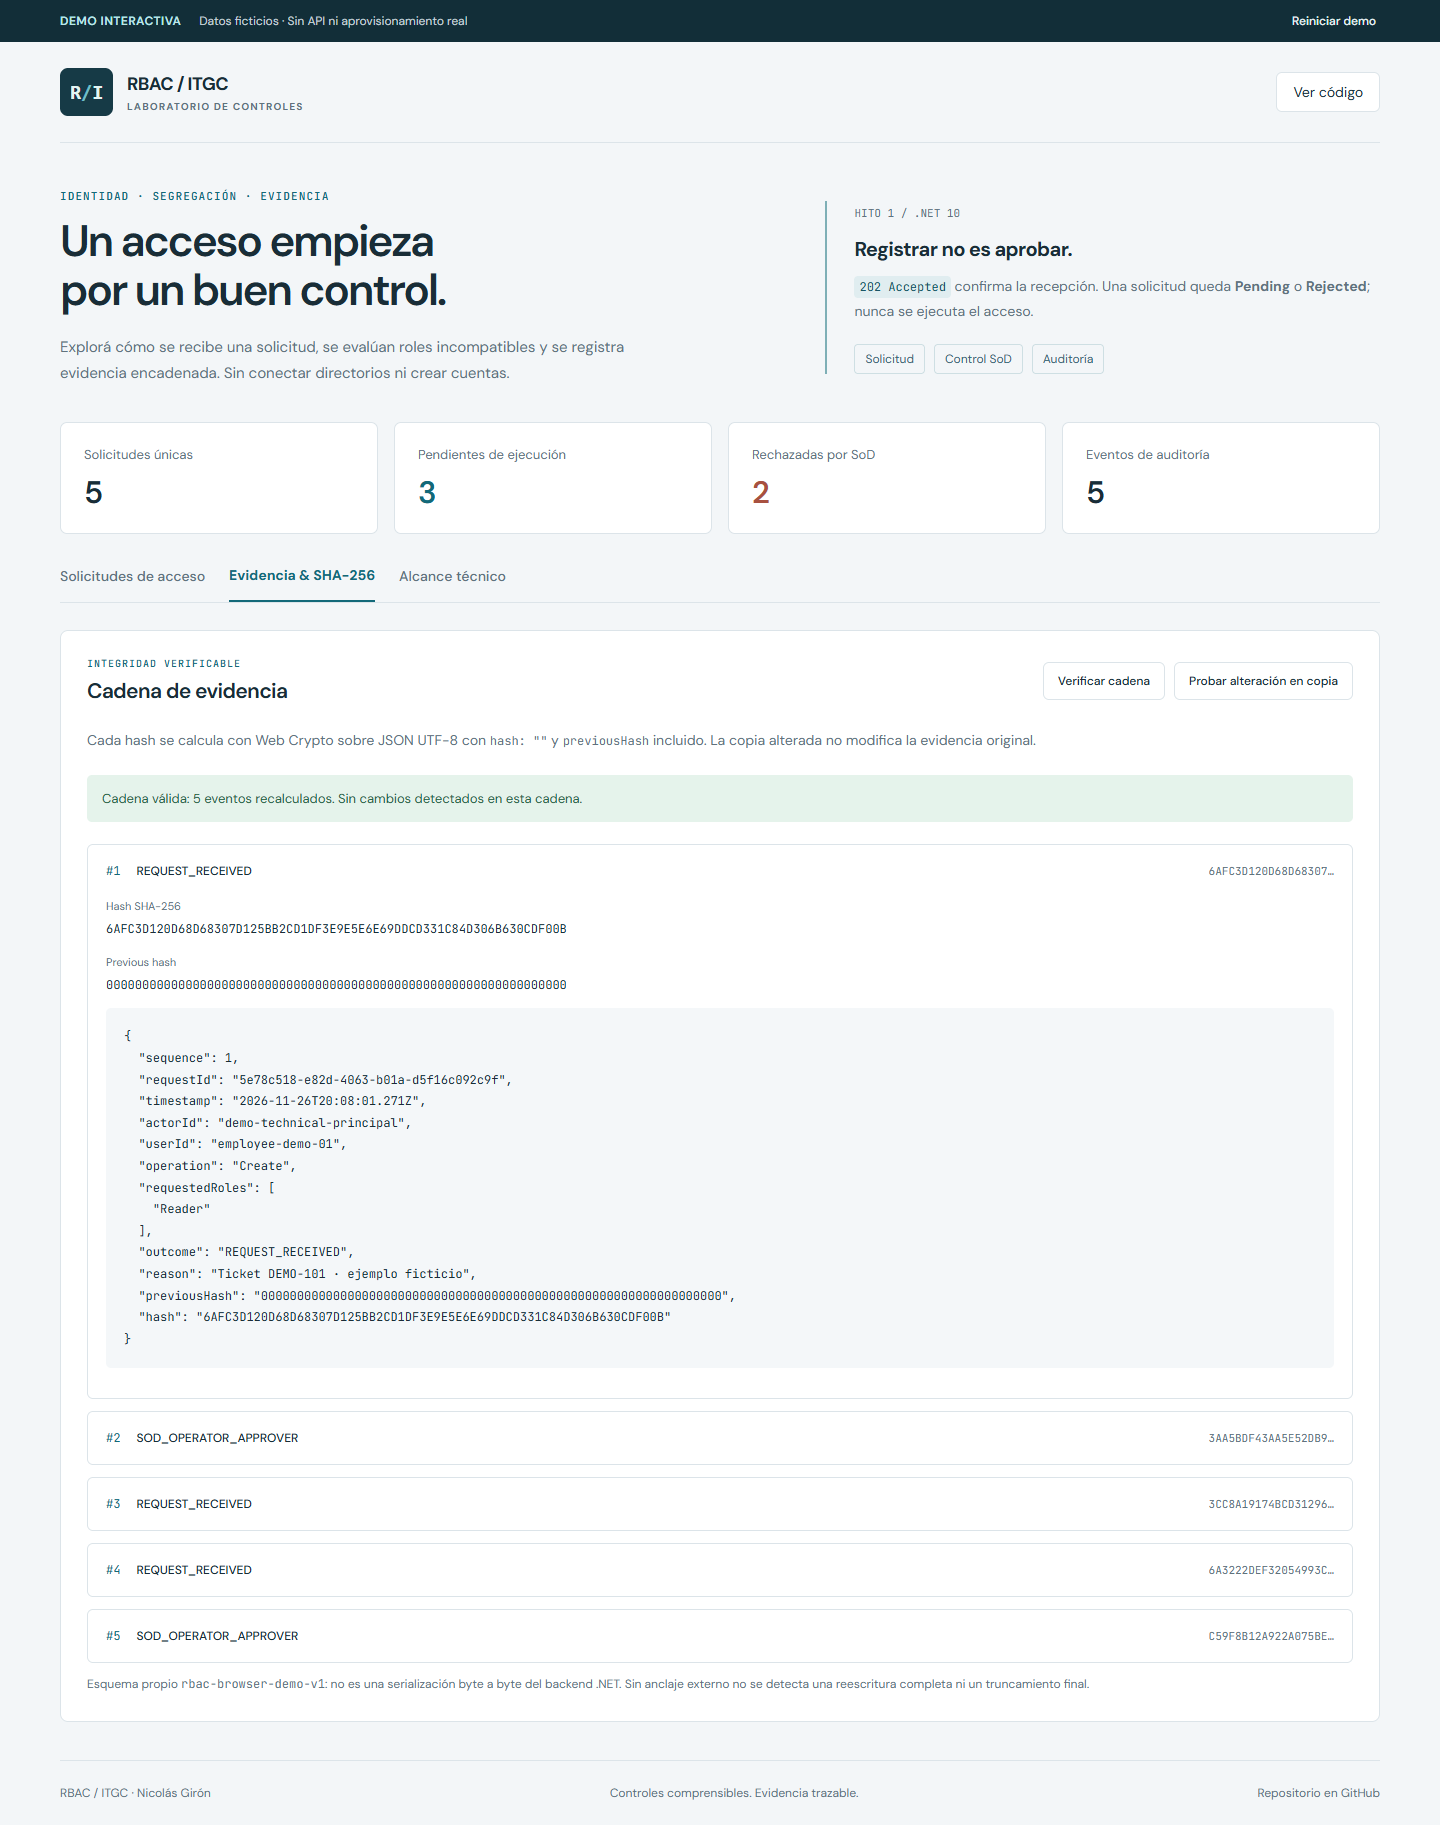 DEMO INTERACTIVA Datos ficticios · Sin API ni aprovisionamiento real Reiniciar demo
R/I
RBAC / ITGC
LABORATORIO DE CONTROLES
Ver código
IDENTIDAD · SEGREGACIÓN · EVIDENCIA
Un acceso empieza
por un buen control.
Explorá cómo se recibe una solicitud, se evalúan roles incompatibles y se registra
evidencia encadenada. Sin conectar directorios ni crear cuentas.
HITO 1 / .NET 10
Registrar no es aprobar.
202 Accepted confirma la recepción. Una solicitud queda Pending o Rejected;
nunca se ejecuta el acceso.
Solicitud Control SoD Auditoría
Solicitudes únicas
5
Pendientes de ejecución
3
Rechazadas por SoD
2
Eventos de auditoría
5
Solicitudes de acceso Evidencia & SHA-256 Alcance técnico
INTEGRIDAD VERIFICABLE
Cadena de evidencia
Verificar cadena Probar alteración en copia
Cada hash se calcula con Web Crypto sobre JSON UTF-8 con hash: "" y previousHash incluido. La copia alterada no modifica la evidencia original.
Cadena válida: 5 eventos recalculados. Sin cambios detectados en esta cadena.
#1 REQUEST_RECEIVED 6AFC3D120D68D68307…
Hash SHA-256
6AFC3D120D68D68307D125BB2CD1DF3E9E5E6E69DDCD331C84D306B630CDF00B
Previous hash
0000000000000000000000000000000000000000000000000000000000000000
{
"sequence": 1,
"requestId": "5e78c518-e82d-4063-b01a-d5f16c092c9f",
"timestamp": "2026-11-26T20:08:01.271Z",
"actorId": "demo-technical-principal",
"userId": "employee-demo-01",
"operation": "Create",
"requestedRoles": [
"Reader"
],
"outcome": "REQUEST_RECEIVED",
"reason": "Ticket DEMO-101 · ejemplo ficticio",
"previousHash": "0000000000000000000000000000000000000000000000000000000000000000",
"hash": "6AFC3D120D68D68307D125BB2CD1DF3E9E5E6E69DDCD331C84D306B630CDF00B"
}
#2 SOD_OPERATOR_APPROVER 3AA5BDF43AA5E52DB9…
#3 REQUEST_RECEIVED 3CC8A19174BCD31296…
#4 REQUEST_RECEIVED 6A3222DEF32054993C…
#5 SOD_OPERATOR_APPROVER C59F8B12A922A075BE…
Esquema propio rbac-browser-demo-v1: no es una serialización byte a byte del backend .NET. Sin anclaje externo no se detecta una reescritura completa ni un truncamiento final.
RBAC / ITGC · Nicolás Girón Controles comprensibles. Evidencia trazable. Repositorio en GitHub